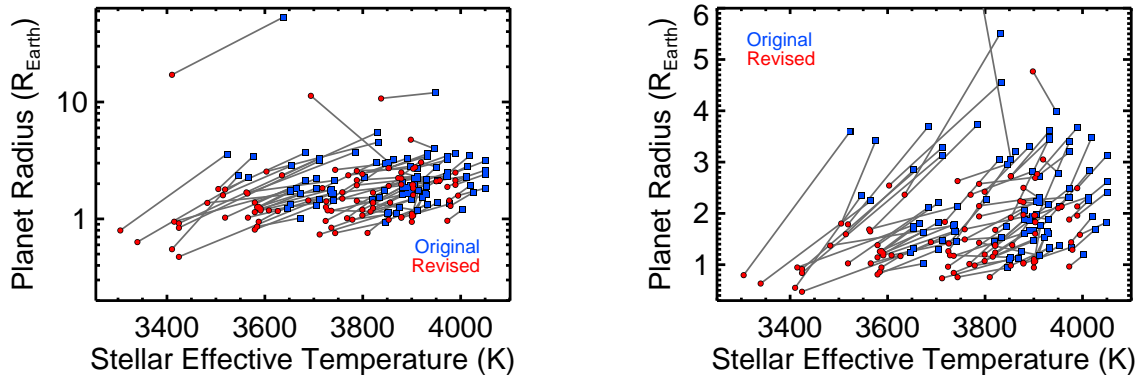 10
1
Planet Radius (R_Earth)
Original
Revised
3400 3600 3800 4000
Stellar Effective Temperature (K)
6
5
4
3
2
1
Planet Radius (R_Earth)
Original
Revised
3400 3600 3800 4000
Stellar Effective Temperature (K)